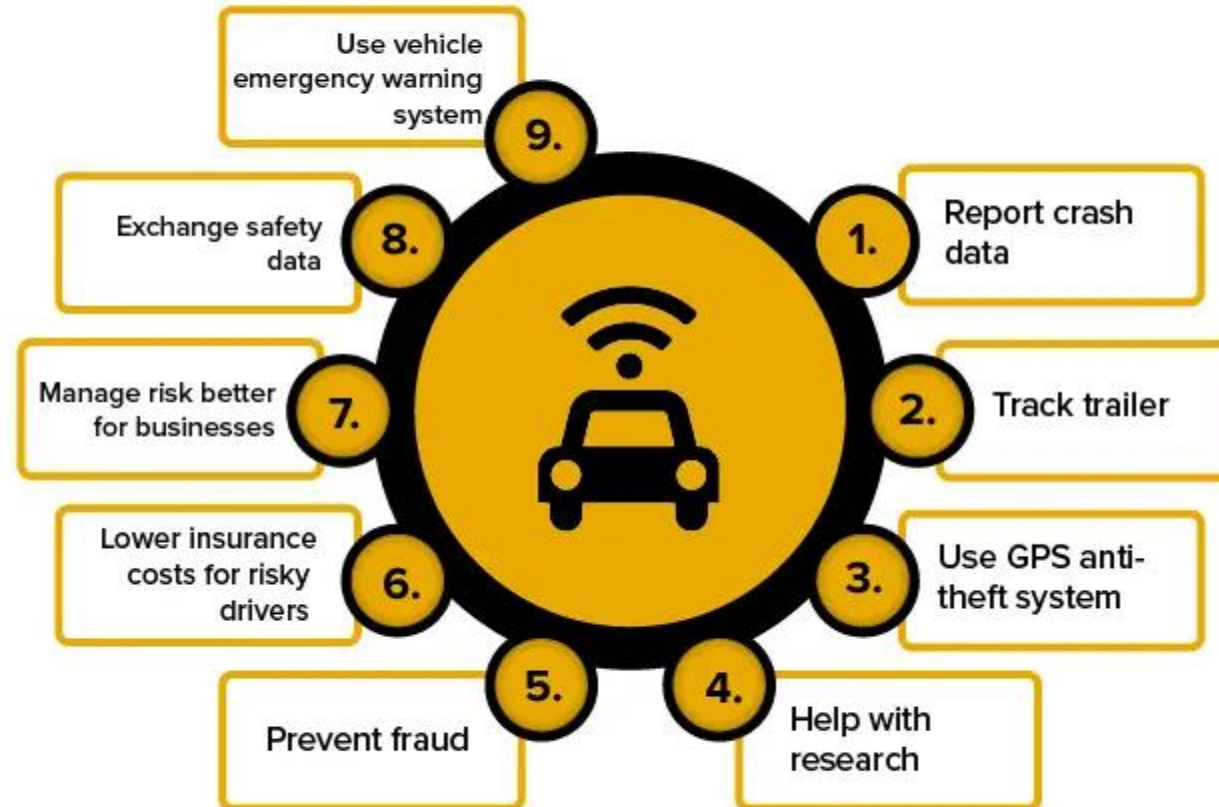 1.
Report crash
data
2.
Track trailer
3.
Use GPS anti-
theft system
4.
Help with
research
5.
Prevent fraud
6.
Lower insurance
costs for risky
drivers
7.
Manage risk better
for businesses
8.
Exchange safety
data
9.
Use vehicle
emergency warning
system